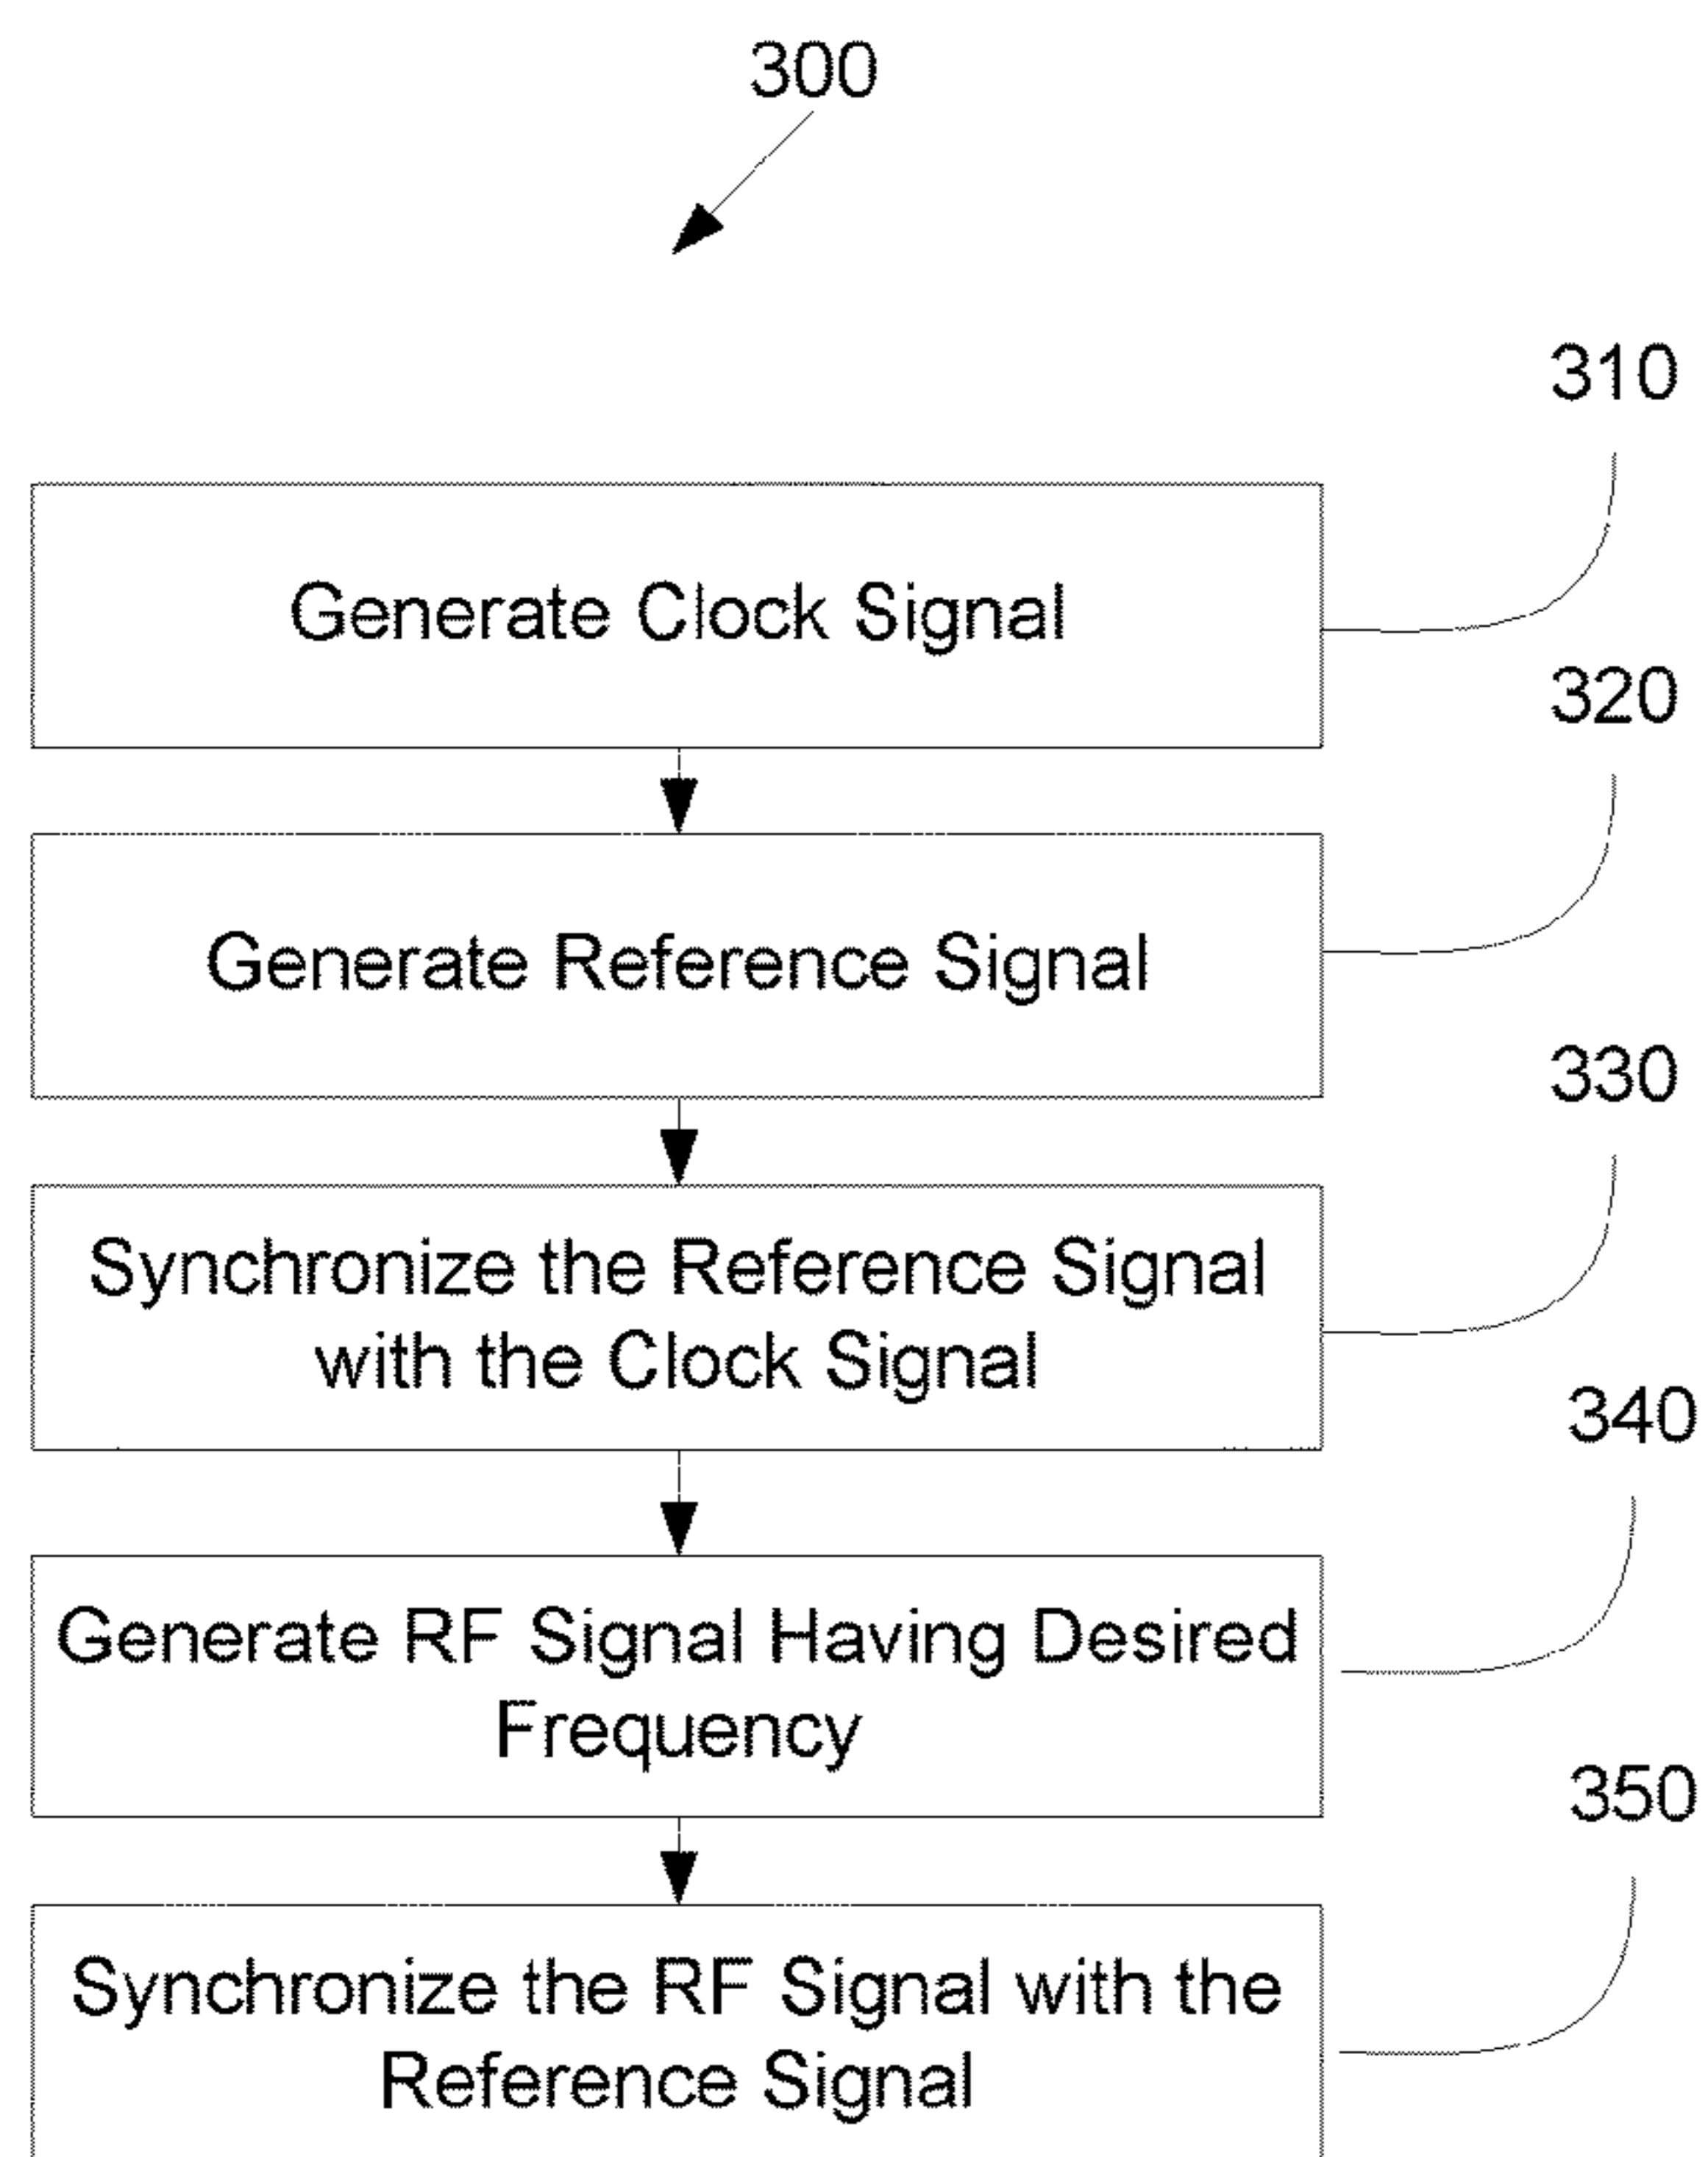 300
310
Generate Clock Signal
320
Generate Reference Signal
330
Synchronize the Reference Signal
with the Clock Signal
340
Generate RF Signal Having Desired
Frequency
350
Synchronize the RF Signal with the
Reference Signal